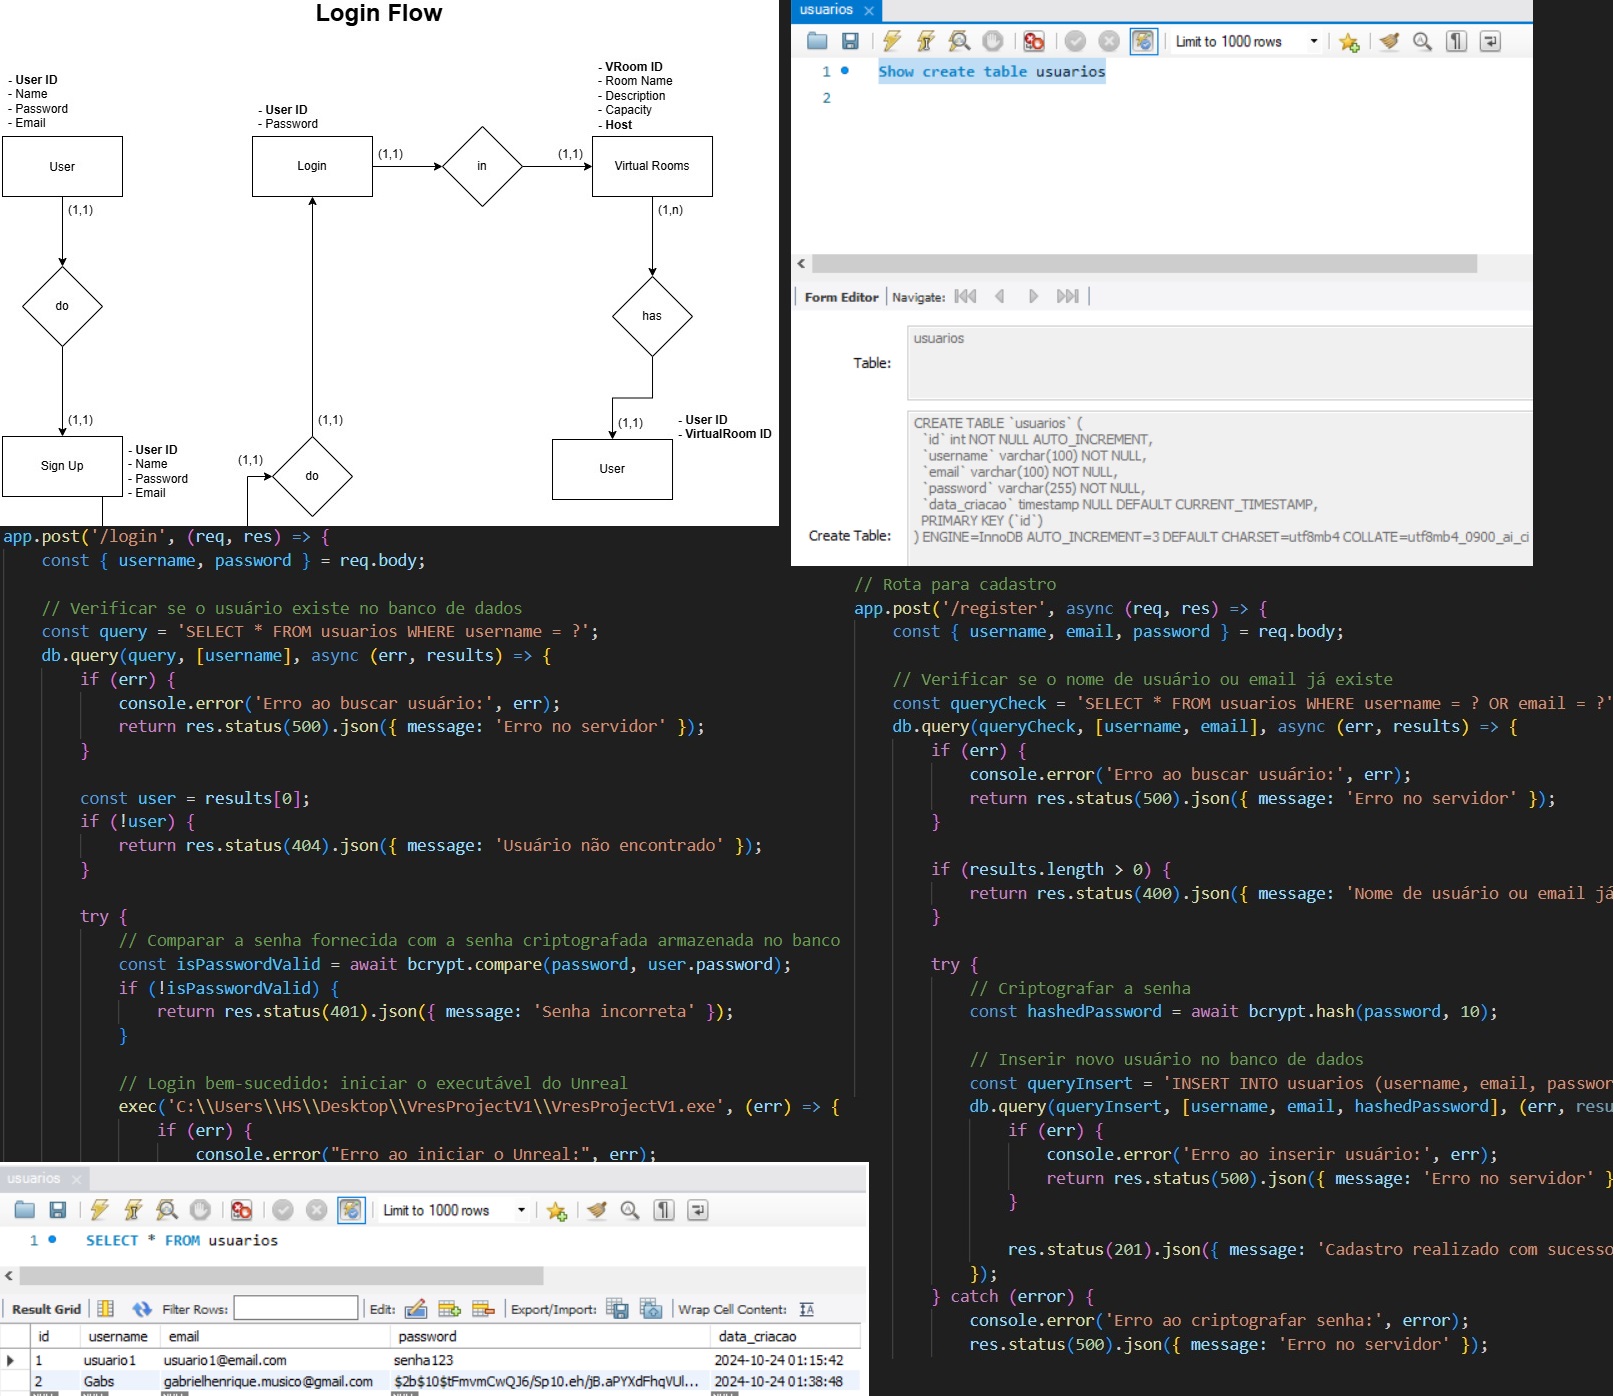 Login Flow
- User ID
- Name
- Password
- Email
User
(1,1)
do
(1,1)
Sign Up
- User ID
- Name
- Password
- Email
- User ID
- Password
Login
(1,1)
in
(1,1)
(1,1)
(1,1)
do
- VRoom ID
- Room Name
- Description
- Capacity
- Host
Virtual Rooms
(1,n)
has
(1,1)
- User ID
- VirtualRoom ID
User
usuarios
Limit to 1000 rows
1 Show create table usuarios
2
Form Editor Navigate:
Table:
usuarios
Create Table:
CREATE TABLE `usuarios` (
`id` int NOT NULL AUTO_INCREMENT,
`username` varchar(100) NOT NULL,
`email` varchar(100) NOT NULL,
`password` varchar(255) NOT NULL,
`data_criacao` timestamp NULL DEFAULT CURRENT_TIMESTAMP,
PRIMARY KEY (`id`)
) ENGINE=InnoDB AUTO_INCREMENT=3 DEFAULT CHARSET=utf8mb4 COLLATE=utf8mb4_0900_ai_ci
app.post('/login', (req, res) => {
const { username, password } = req.body;
// Verificar se o usuário existe no banco de dados
const query = 'SELECT * FROM usuarios WHERE username = ?';
db.query(query, [username], async (err, results) => {
if (err) {
console.error('Erro ao buscar usuário:', err);
return res.status(500).json({ message: 'Erro no servidor' });
}
const user = results[0];
if (!user) {
return res.status(404).json({ message: 'Usuário não encontrado' });
}
try {
// Comparar a senha fornecida com a senha criptografada armazenada no banco
const isPasswordValid = await bcrypt.compare(password, user.password);
if (!isPasswordValid) {
return res.status(401).json({ message: 'Senha incorreta' });
}
// Login bem-sucedido: iniciar o executável do Unreal
exec('C:\\Users\\HS\\Desktop\\VresProjectV1\\VresProjectV1.exe', (err) => {
if (err) {
console.error("Erro ao iniciar o Unreal:", err);
// Rota para cadastro
app.post('/register', async (req, res) => {
const { username, email, password } = req.body;
// Verificar se o nome de usuário ou email já existe
const queryCheck = 'SELECT * FROM usuarios WHERE username = ? OR email = ?'
db.query(queryCheck, [username, email], async (err, results) => {
if (err) {
console.error('Erro ao buscar usuário:', err);
return res.status(500).json({ message: 'Erro no servidor' });
}
if (results.length > 0) {
return res.status(400).json({ message: 'Nome de usuário ou email já
}
try {
// Criptografar a senha
const hashedPassword = await bcrypt.hash(password, 10);
// Inserir novo usuário no banco de dados
const queryInsert = 'INSERT INTO usuarios (username, email, passwor
db.query(queryInsert, [username, email, hashedPassword], (err, resu
if (err) {
console.error('Erro ao inserir usuário:', err);
return res.status(500).json({ message: 'Erro no servidor' }
}
res.status(201).json({ message: 'Cadastro realizado com sucesso
});
} catch (error) {
console.error('Erro ao criptografar senha:', error);
res.status(500).json({ message: 'Erro no servidor' });
usuarios
Limit to 1000 rows
1 SELECT * FROM usuarios
Result Grid Filter Rows: Edit: Export/Import: Wrap Cell Content:
id username email password data_criacao
1 usuario1 usuario1@email.com senha123 2024-10-24 01:15:42
2 Gabs gabrielhenrique.musico@gmail.com $2b$10$tFmvmCwQJ6/Sp10.eh/jB.aPYXdFhqVUl... 2024-10-24 01:38:48